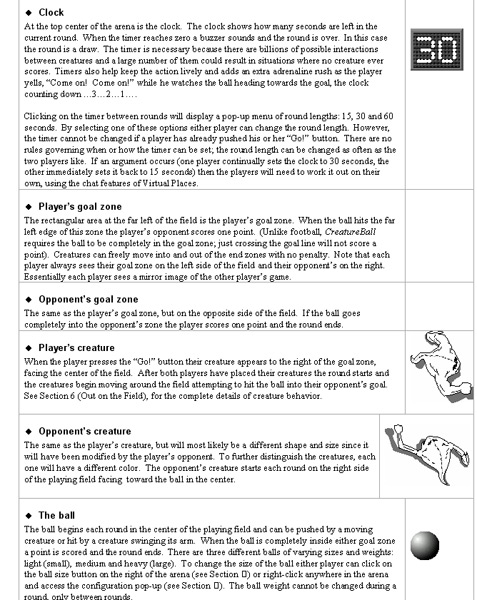 ◆ Clock
At the top center of the arena is the clock. The clock shows how many seconds are left in the
current round. When the timer reaches zero a buzzer sounds and the round is over. In this case
the round is a draw. The timer is necessary because there are billions of possible interactions
between creatures and a large number of them could result in situations where no creature ever
scores. Timers also help keep the action lively and adds an extra adrenaline rush as the player
yells, “Come on! Come on!” while he watches the ball heading towards the goal, the clock
counting down …3…2…1….
30
Clicking on the timer between rounds will display a pop-up menu of round lengths: 15, 30 and 60
seconds. By selecting one of these options either player can change the round length. However,
the timer cannot be changed if a player has already pushed his or her “Go!” button. There are no
rules governing when or how the timer can be set; the round length can be changed as often as the
two players like. If an argument occurs (one player continually sets the clock to 30 seconds, the
other immediately sets it back to 15 seconds) then the players will need to work it out on their
own, using the chat features of Virtual Places.
◆ Player's goal zone
The rectangular area at the far left of the field is the player's goal zone. When the ball hits the far
left edge of this zone the player's opponent scores one point. (Unlike football, CreatureBall
requires the ball to be completely in the goal zone; just crossing the goal line will not score a
point). Creatures can freely move into and out of the end zones with no penalty. Note that each
player always sees their goal zone on the left side of the field and their opponent's on the right.
Essentially each player sees a mirror image of the other player's game.
◆ Opponent's goal zone
The same as the player's goal zone, but on the opposite side of the field. If the ball goes
completely into the opponent's zone the player scores one point and the round ends.
◆ Player's creature
When the player presses the “Go!” button their creature appears to the right of the goal zone,
facing the center of the field. After both players have placed their creatures the round starts and
the creatures begin moving around the field attempting to hit the ball into their opponent's goal.
See Section 6 (Out on the Field), for the complete details of creature behavior.
◆ Opponent's creature
The same as the player's creature, but will most likely be a different shape and size since it
will have been modified by the player's opponent. To further distinguish the creatures, each
one will have a different color. The opponent's creature starts each round on the right side
of the playing field facing toward the ball in the center.
◆ The ball
The ball begins each round in the center of the playing field and can be pushed by a moving
creature or hit by a creature swinging its arm. When the ball is completely inside either goal zone
a point is scored and the round ends. There are three different balls of varying sizes and weights:
light (small), medium and heavy (large). To change the size of the ball either player can click on
the ball size button on the right of the arena (see Section ▯) or right-click anywhere in the arena
and access the configuration pop-up (see Section ▯). The ball weight cannot be changed during a
round, only between rounds.